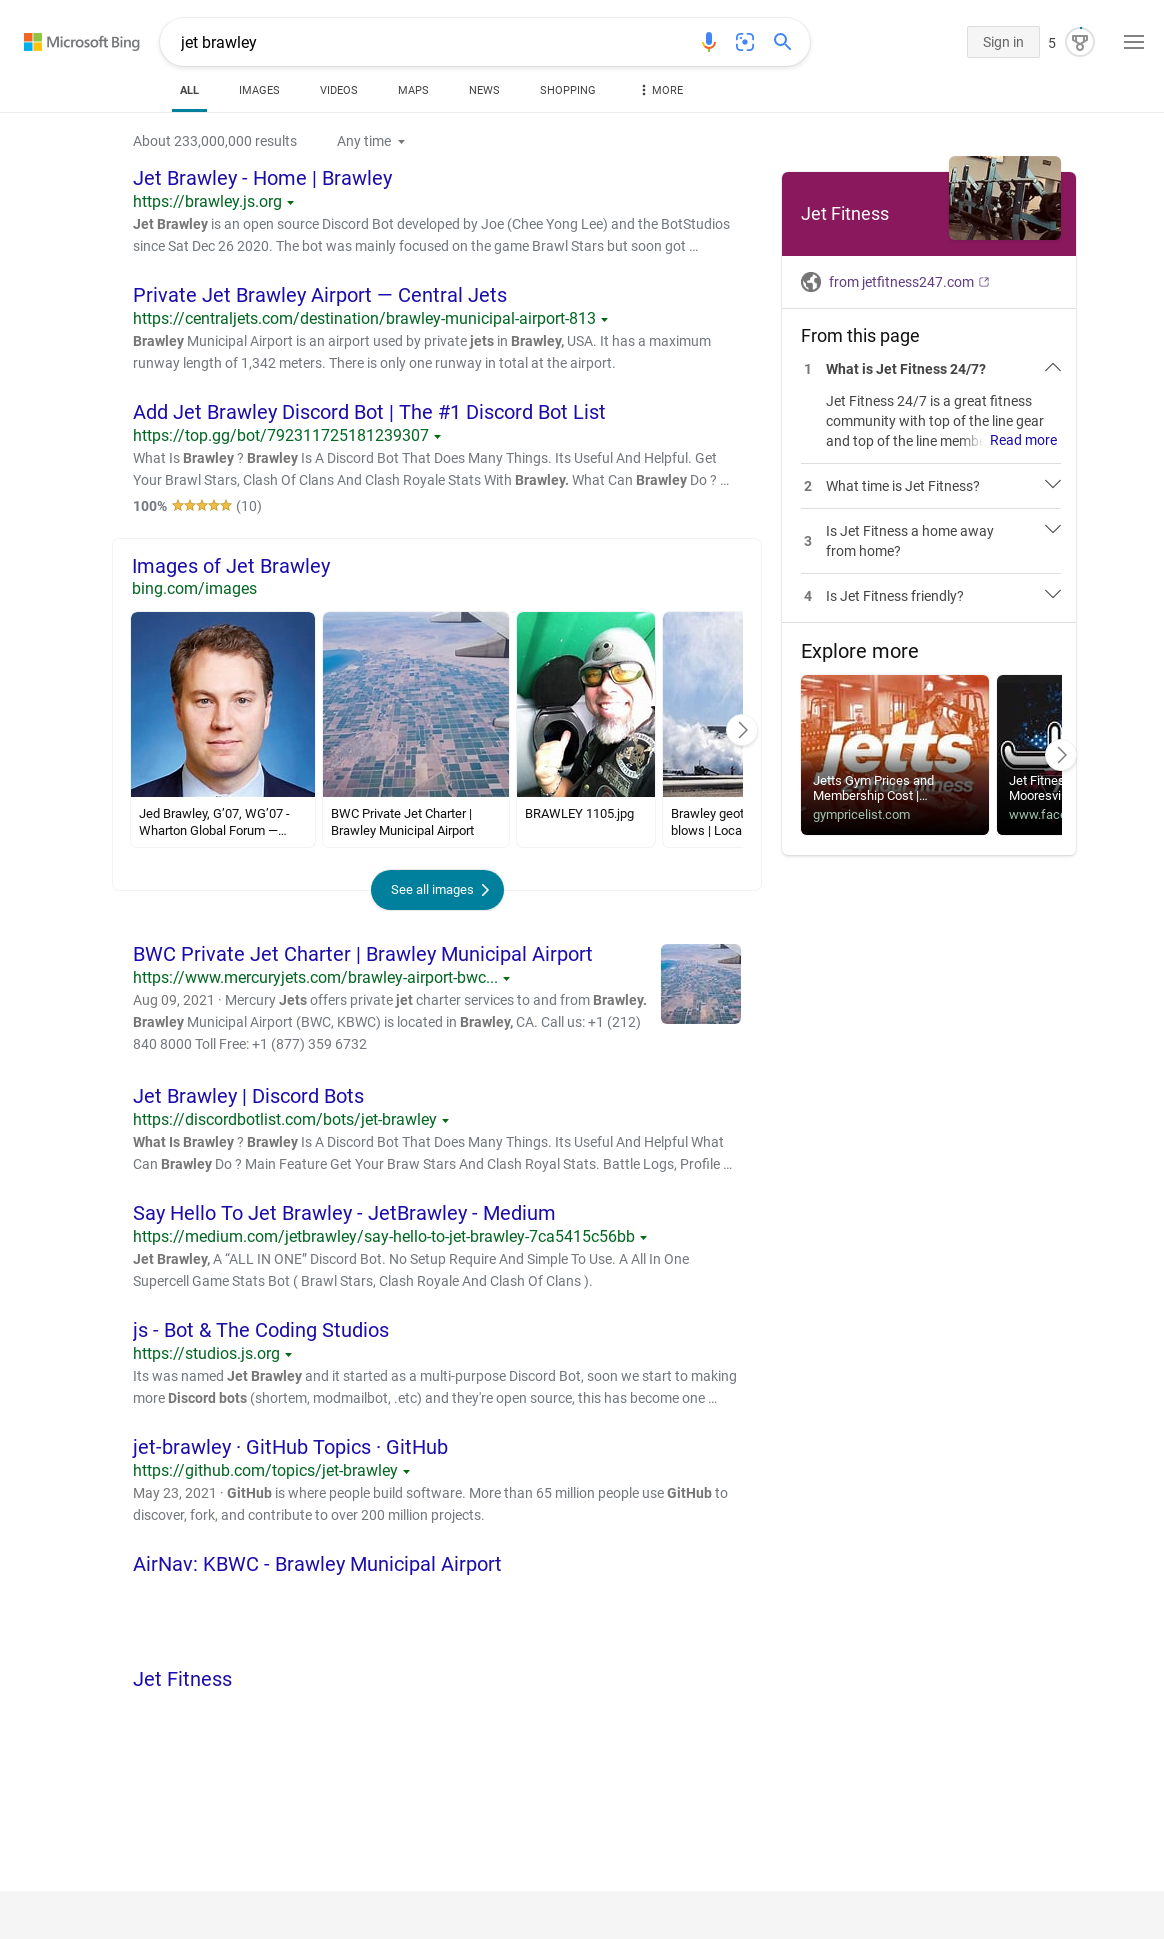 Microsoft Bing
jet brawley
Sign in
5
ALL
IMAGES
VIDEOS
MAPS
NEWS
SHOPPING
MORE
About 233,000,000 results
Any time
Jet Brawley - Home | Brawley
https://brawley.js.org
Jet Brawley is an open source Discord Bot developed by Joe (Chee Yong Lee) and the BotStudios
since Sat Dec 26 2020. The bot was mainly focused on the game Brawl Stars but soon got …
Private Jet Brawley Airport — Central Jets
https://centraljets.com/destination/brawley-municipal-airport-813
Brawley Municipal Airport is an airport used by private jets in Brawley, USA. It has a maximum
runway length of 1,342 meters. There is only one runway in total at the airport.
Add Jet Brawley Discord Bot | The #1 Discord Bot List
https://top.gg/bot/792311725181239307
What Is Brawley ? Brawley Is A Discord Bot That Does Many Things. Its Useful And Helpful. Get
Your Brawl Stars, Clash Of Clans And Clash Royale Stats With Brawley. What Can Brawley Do ? …
100% (10)
Images of Jet Brawley
bing.com/images
Jed Brawley, G’07, WG’07 -
Wharton Global Forum —…
BWC Private Jet Charter |
Brawley Municipal Airport
BRAWLEY 1105.jpg
Brawley geot
blows | Loca
See all images
BWC Private Jet Charter | Brawley Municipal Airport
https://www.mercuryjets.com/brawley-airport-bwc...
Aug 09, 2021 · Mercury Jets offers private jet charter services to and from Brawley.
Brawley Municipal Airport (BWC, KBWC) is located in Brawley, CA. Call us: +1 (212)
840 8000 Toll Free: +1 (877) 359 6732
Jet Brawley | Discord Bots
https://discordbotlist.com/bots/jet-brawley
What Is Brawley ? Brawley Is A Discord Bot That Does Many Things. Its Useful And Helpful What
Can Brawley Do ? Main Feature Get Your Braw Stars And Clash Royal Stats. Battle Logs, Profile …
Say Hello To Jet Brawley - JetBrawley - Medium
https://medium.com/jetbrawley/say-hello-to-jet-brawley-7ca5415c56bb
Jet Brawley, A “ALL IN ONE” Discord Bot. No Setup Require And Simple To Use. A All In One
Supercell Game Stats Bot ( Brawl Stars, Clash Royale And Clash Of Clans ).
js - Bot & The Coding Studios
https://studios.js.org
Its was named Jet Brawley and it started as a multi-purpose Discord Bot, soon we start to making
more Discord bots (shortem, modmailbot, .etc) and they're open source, this has become one …
jet-brawley · GitHub Topics · GitHub
https://github.com/topics/jet-brawley
May 23, 2021 · GitHub is where people build software. More than 65 million people use GitHub to
discover, fork, and contribute to over 200 million projects.
AirNav: KBWC - Brawley Municipal Airport
Jet Fitness
Jet Fitness
from jetfitness247.com
From this page
1 What is Jet Fitness 24/7?
Jet Fitness 24/7 is a great fitness
community with top of the line gear
and top of the line membe Read more
2 What time is Jet Fitness?
3 Is Jet Fitness a home away
from home?
4 Is Jet Fitness friendly?
Explore more
jetts
24 hour fitness
Jetts Gym Prices and
Membership Cost |…
gympricelist.com
Jet Fitnes
Mooresvi
www.face